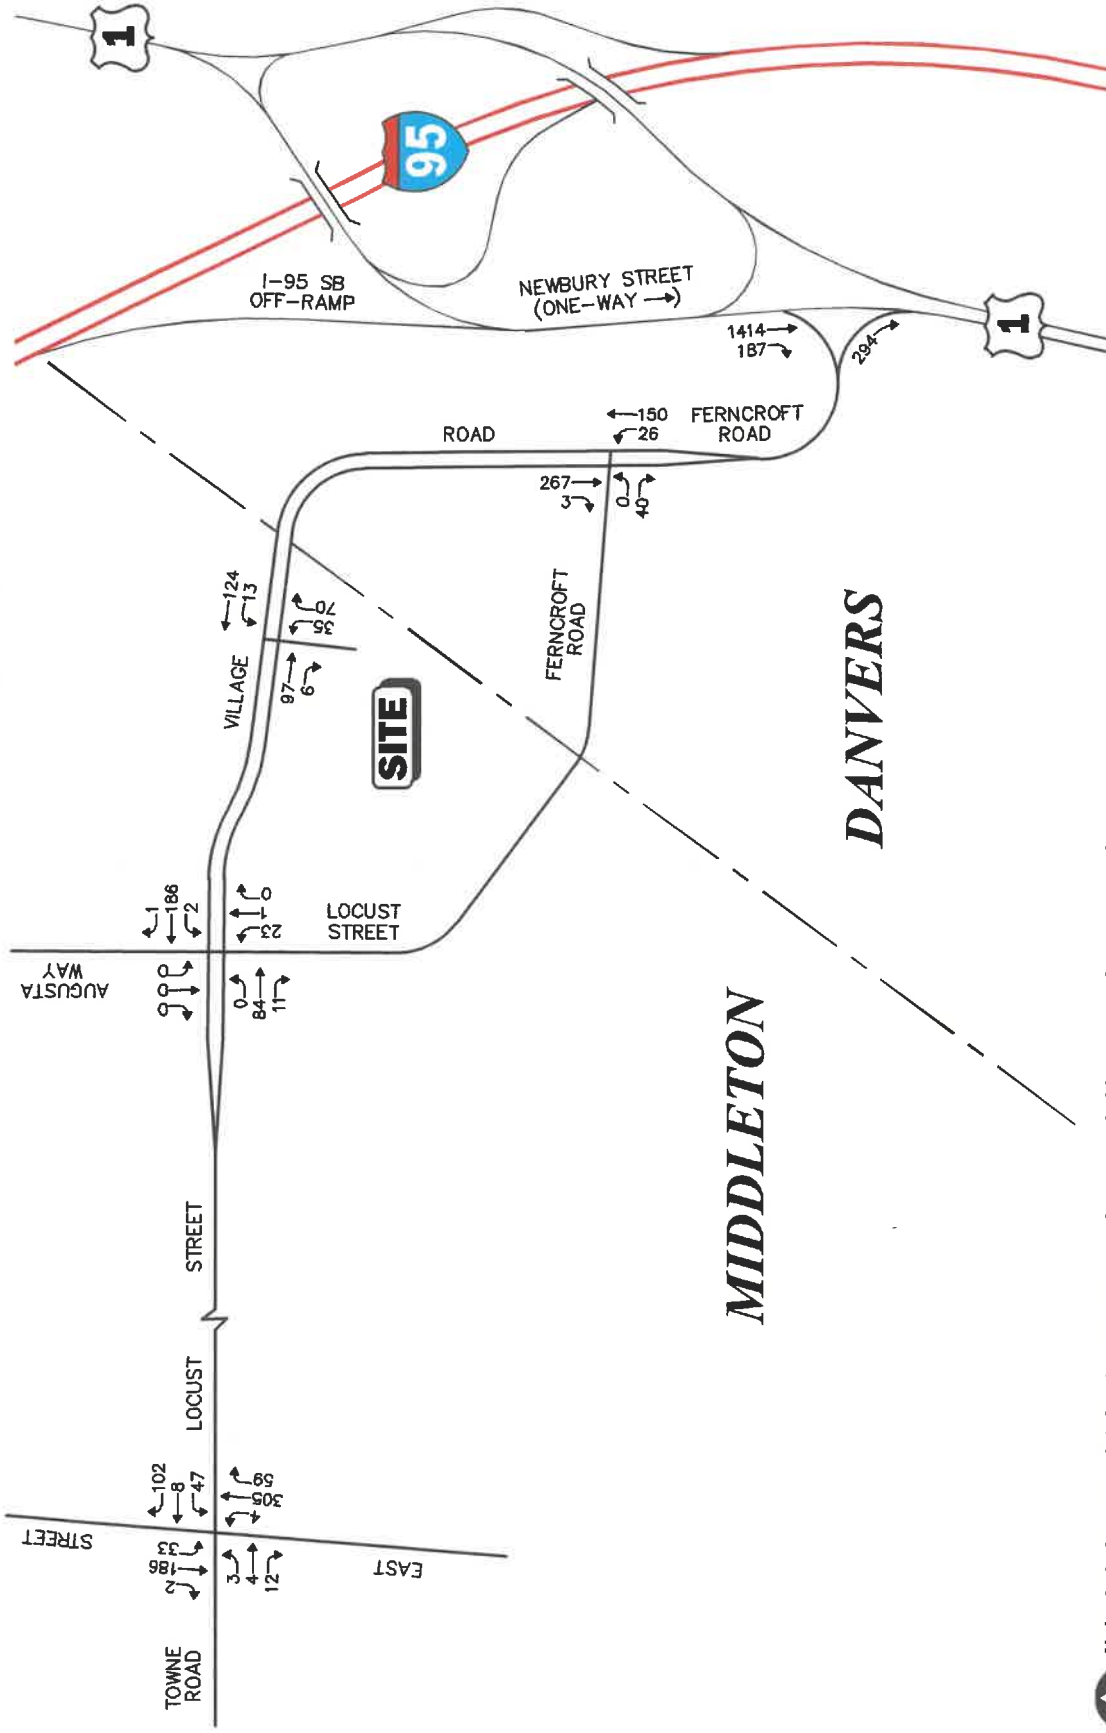 1
95
I-95 SB
OFF-RAMP
NEWBURY STREET
(ONE-WAY →)
1414
187
294
1
ROAD
FERNCROFT
ROAD
150
26
267
3
0
40
124
13
70
35
97
6
VILLAGE
SITE
FERNCROFT
ROAD
DANVERS
1
186
2
0
1
23
LOCUST
STREET
AUGUSTA
WAY
0
0
0
0
84
11
MIDDLETON
STREET
LOCUST
102
8
47
59
305
4
STREET
33
186
2
3
4
12
EAST
TOWNE
ROAD